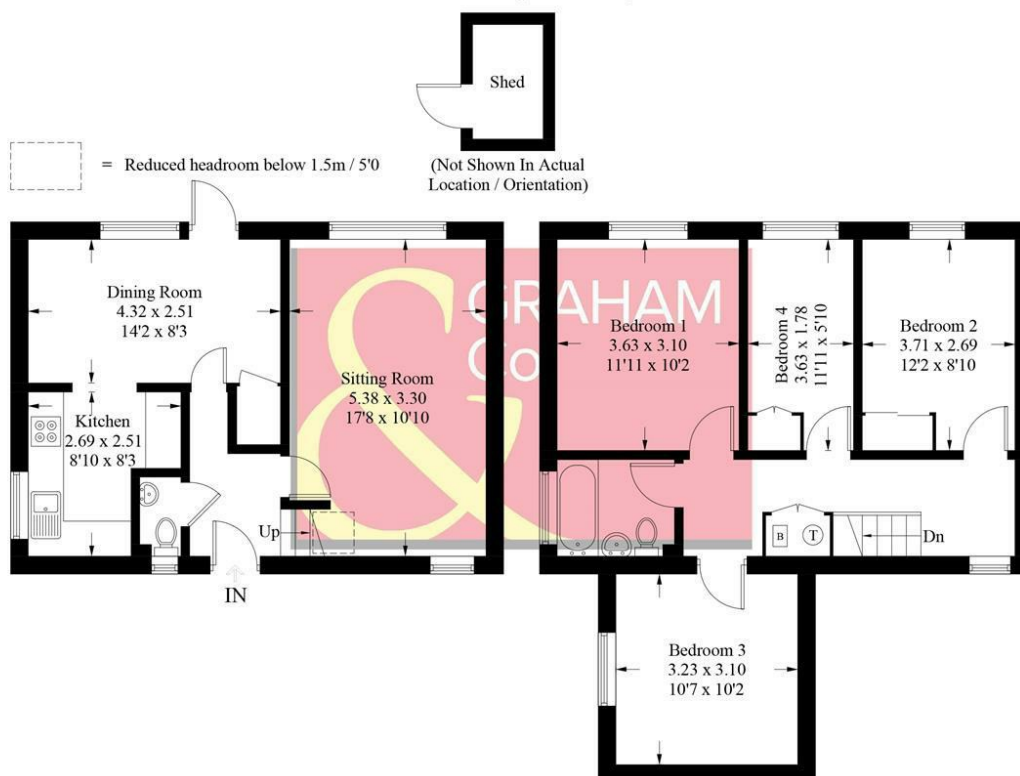 Shed
= Reduced headroom below 1.5m / 5'0
(Not Shown In Actual
Location / Orientation)
Dining Room
4.32 x 2.51
14'2 x 8'3
Kitchen
2.69 x 2.51
8'10 x 8'3
Sitting Room
5.38 x 3.30
17'8 x 10'10
Up
IN
&
GRAHAM
Co
Bedroom 1
3.63 x 3.10
11'11 x 10'2
Bedroom 4
3.63 x 1.78
11'11 x 5'10
Bedroom 2
3.71 x 2.69
12'2 x 8'10
B
T
Dn
Bedroom 3
3.23 x 3.10
10'7 x 10'2